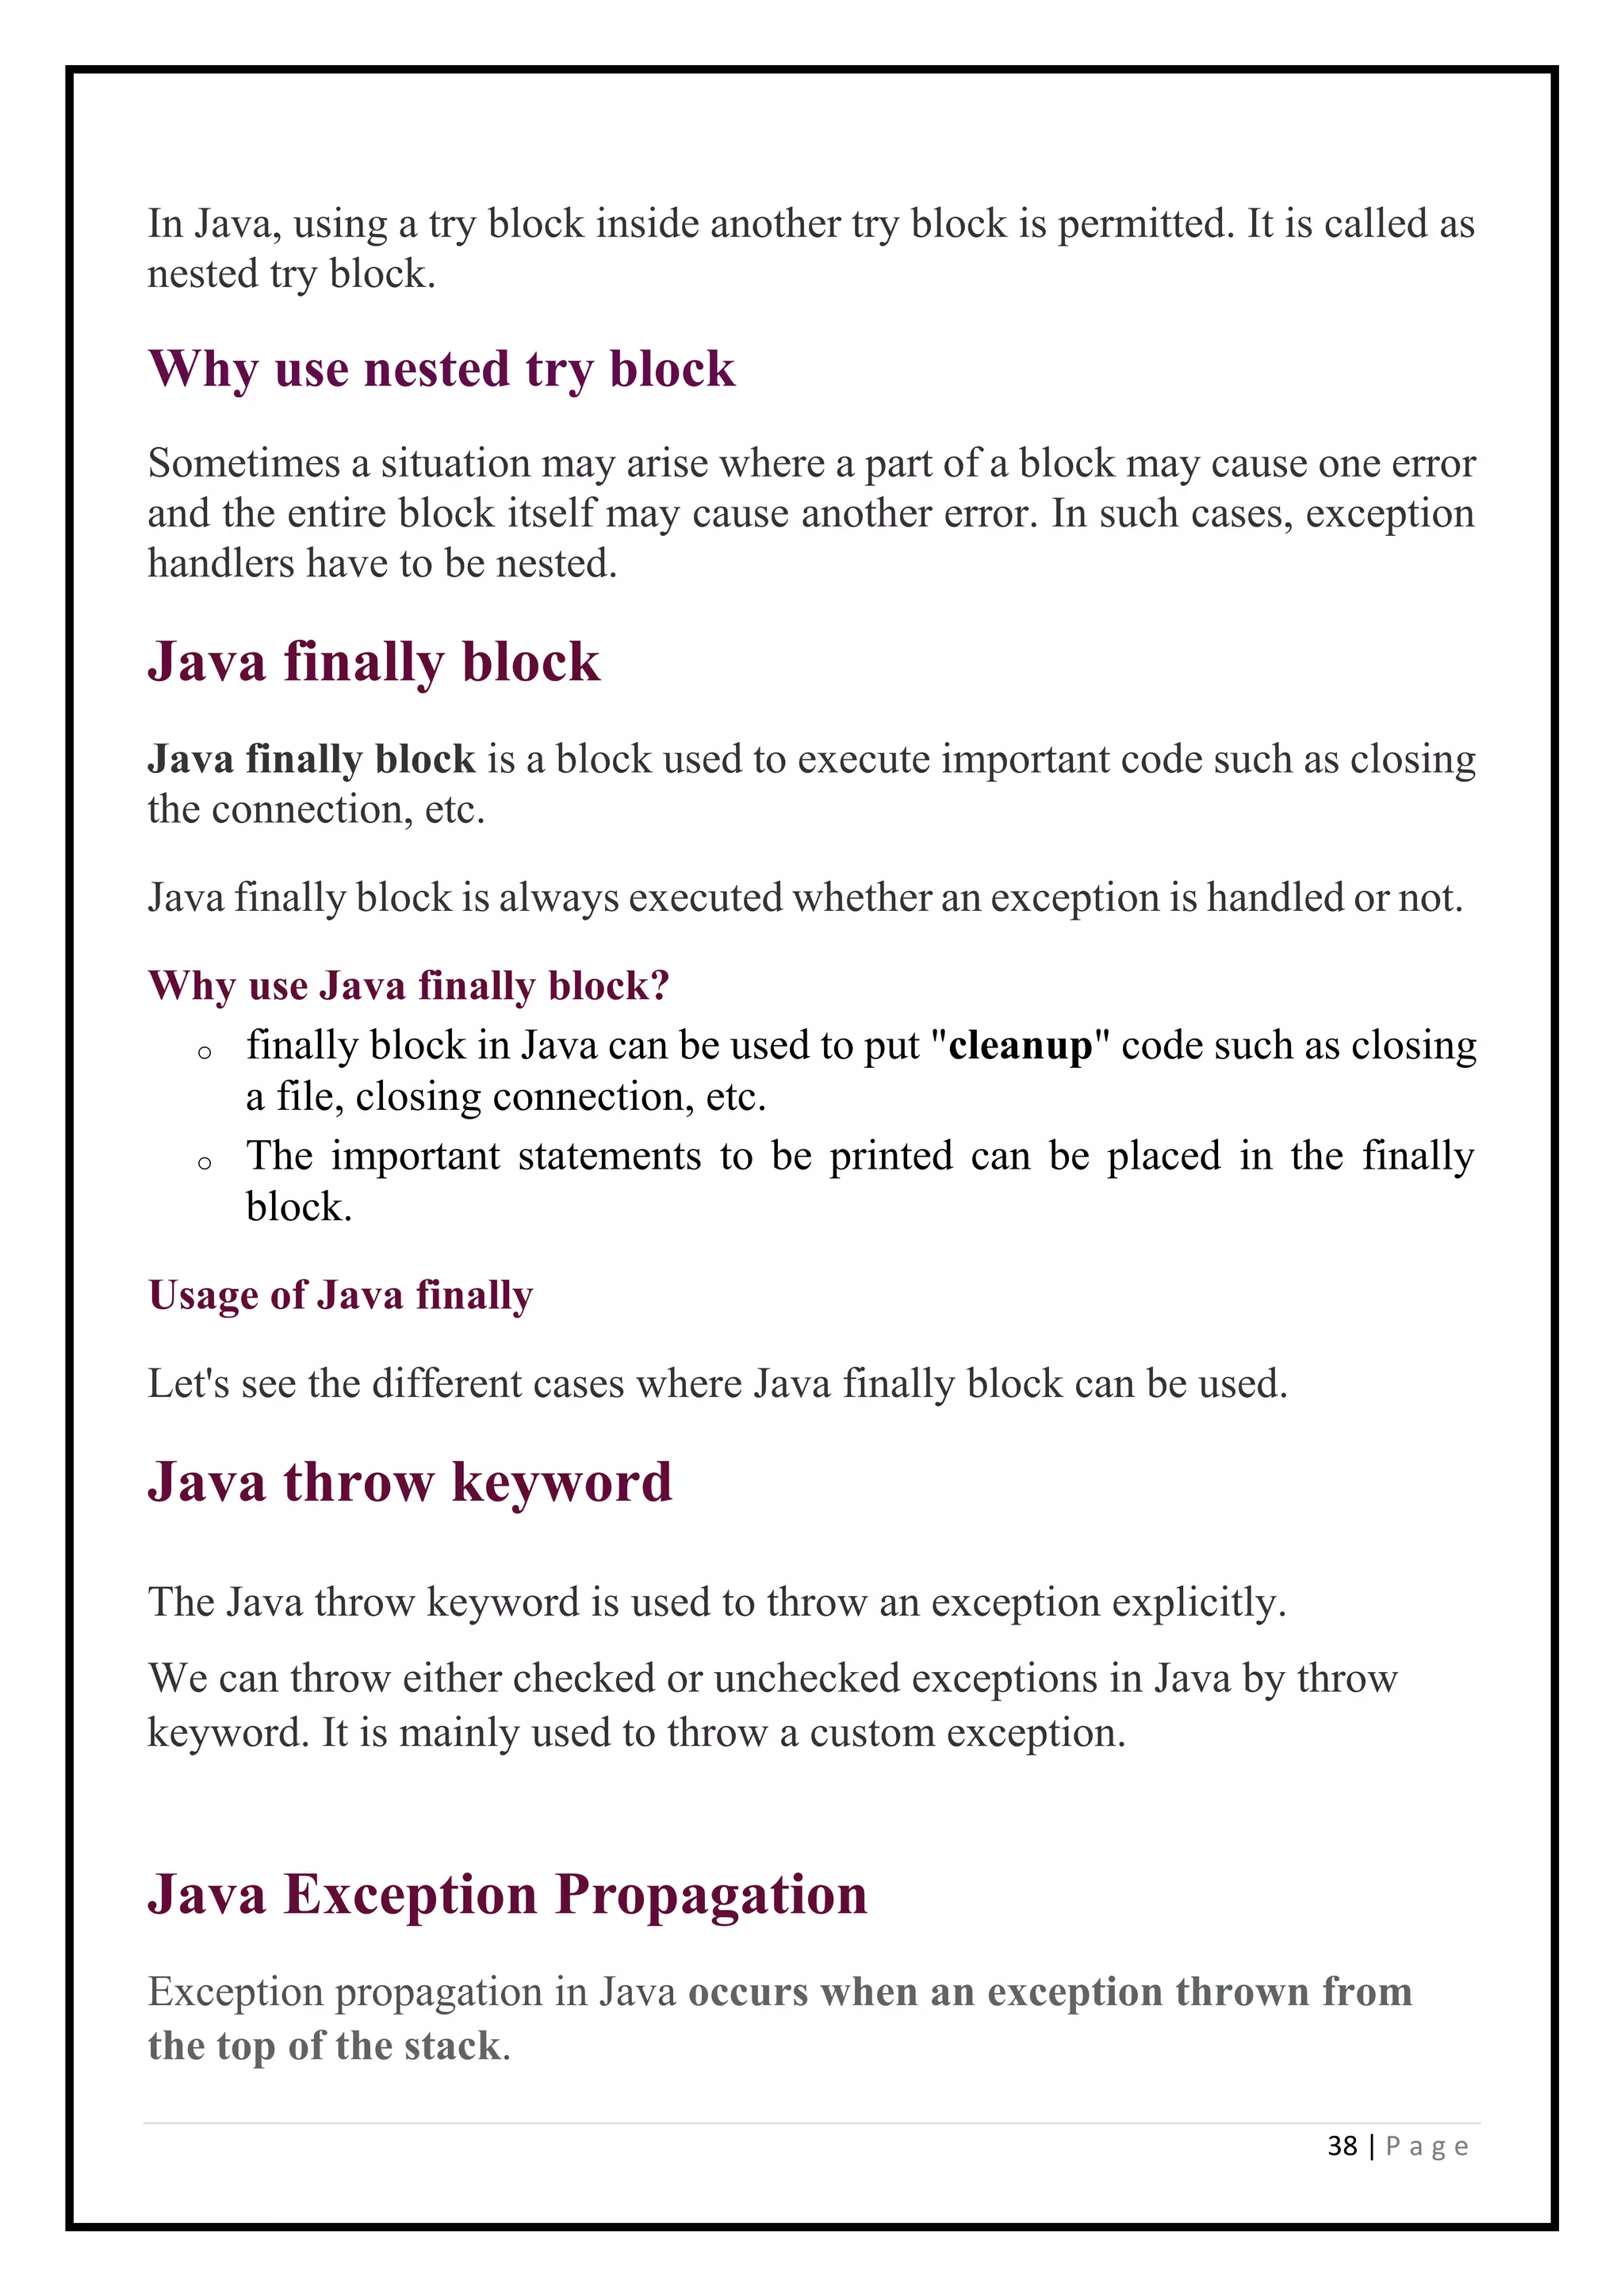 In Java, using a try block inside another try block is permitted. It is called as
nested try block.
Why use nested try block
Sometimes a situation may arise where a part of a block may cause one error
and the entire block itself may cause another error. In such cases, exception
handlers have to be nested.
Java finally block
Java finally block is a block used to execute important code such as closing
the connection, etc.
Java finally block is always executed whether an exception is handled or not.
Why use Java finally block?
o finally block in Java can be used to put "cleanup" code such as closing
a file, closing connection, etc.
o The important statements to be printed can be placed in the finally
block.
Usage of Java finally
Let's see the different cases where Java finally block can be used.
Java throw keyword
The Java throw keyword is used to throw an exception explicitly.
We can throw either checked or unchecked exceptions in Java by throw
keyword. It is mainly used to throw a custom exception.
Java Exception Propagation
Exception propagation in Java occurs when an exception thrown from
the top of the stack.
38 | P a g e